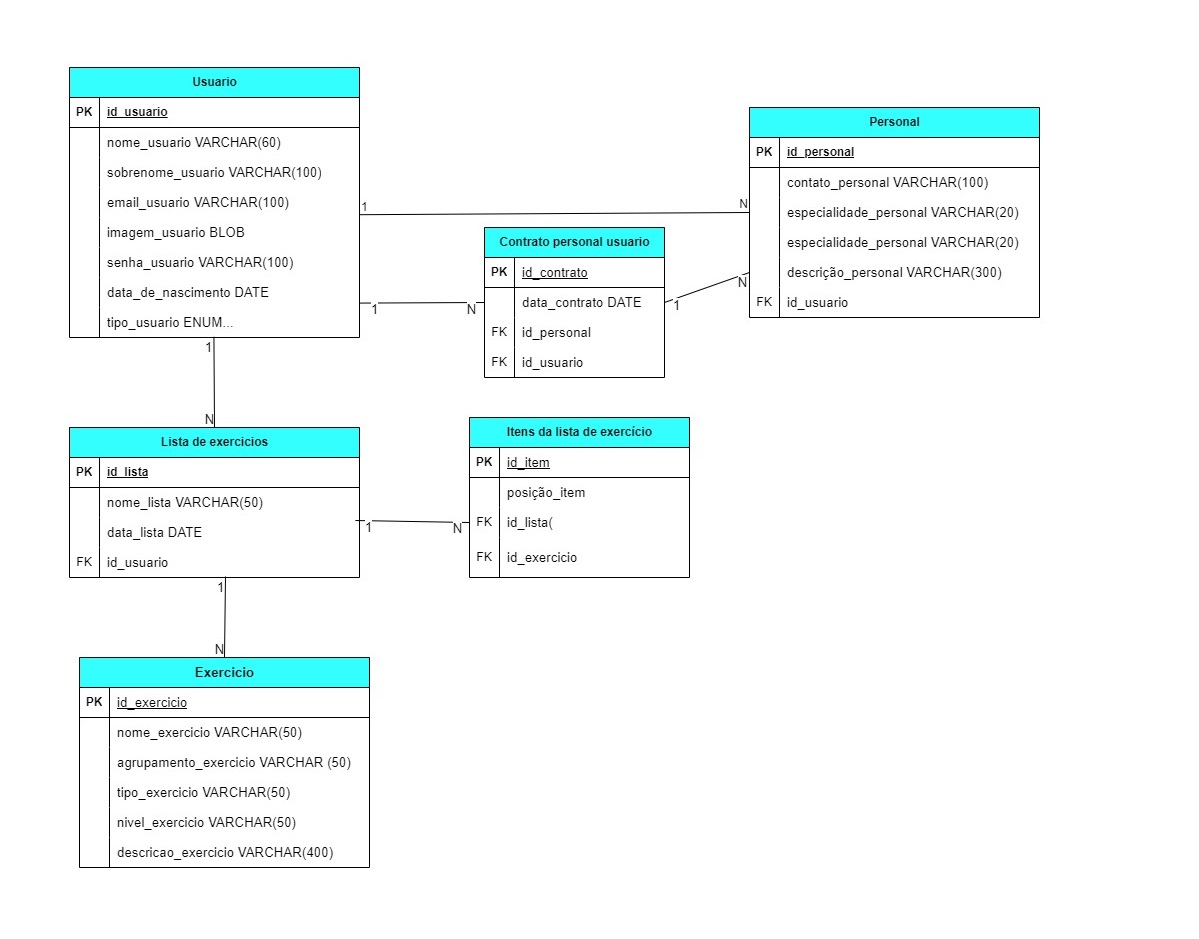 Usuario
PK id_usuario
nome_usuario VARCHAR(60)
sobrenome_usuario VARCHAR(100)
email_usuario VARCHAR(100)
imagem_usuario BLOB
senha_usuario VARCHAR(100)
data_de_nascimento DATE
tipo_usuario ENUM...
1
N
1
N
1
N
Personal
PK id_personal
contato_personal VARCHAR(100)
especialidade_personal VARCHAR(20)
especialidade_personal VARCHAR(20)
descrição_personal VARCHAR(300)
FK id_usuario
Contrato personal usuario
PK id_contrato
data_contrato DATE
FK id_personal
FK id_usuario
1
N
Lista de exercicios
PK id_lista
nome_lista VARCHAR(50)
data_lista DATE
FK id_usuario
1
N
Itens da lista de exercício
PK id_item
posição_item
FK id_lista(
FK id_exercicio
1
N
Exercicio
PK id_exercicio
nome_exercicio VARCHAR(50)
agrupamento_exercicio VARCHAR (50)
tipo_exercicio VARCHAR(50)
nivel_exercicio VARCHAR(50)
descricao_exercicio VARCHAR(400)